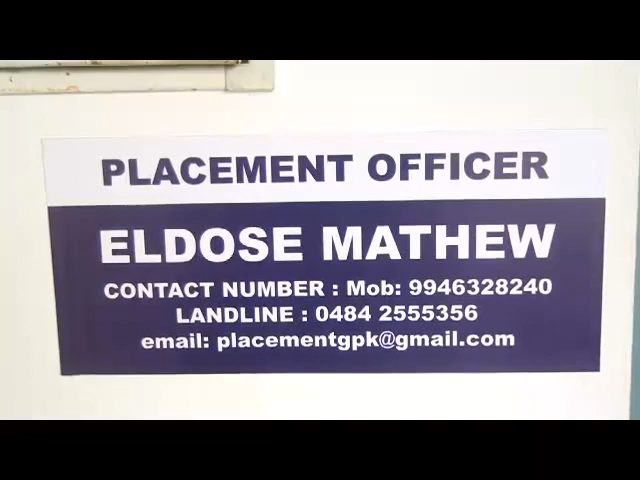 PLACEMENT OFFICER
ELDOSE MATHEW
CONTACT NUMBER : Mob: 9946328240
LANDLINE : 0484 2555356
email: placementgpk@gmail.com